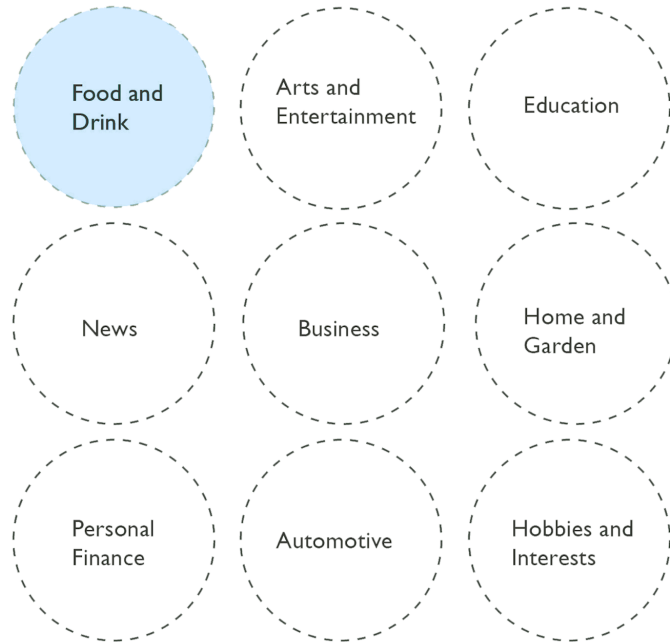 Food and
Drink
Arts and
Entertainment
Education
News
Business
Home and
Garden
Personal
Finance
Automotive
Hobbies and
Interests